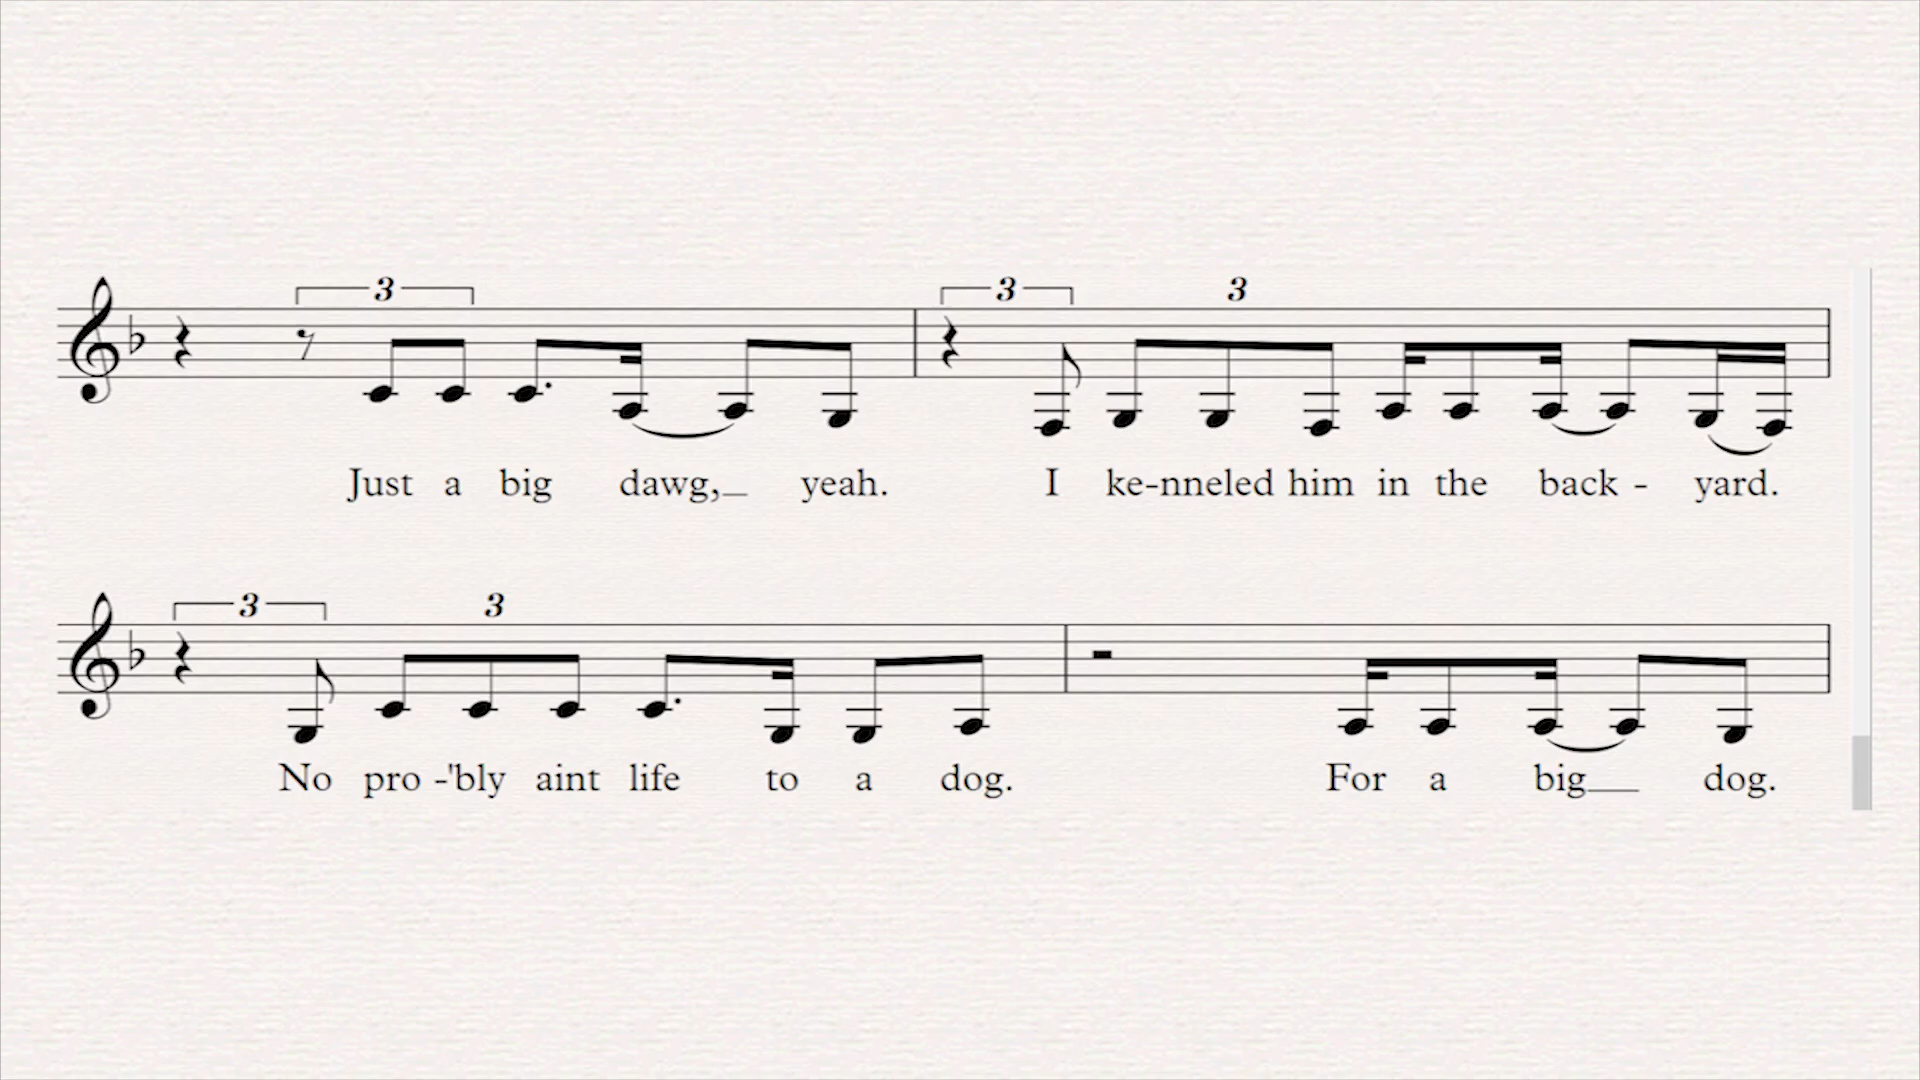 3 3 3
Just a big dawg,_ yeah. I ke-nneled him in the back - yard.
3 3
No pro -'bly aint life to a dog. For a big__ dog.